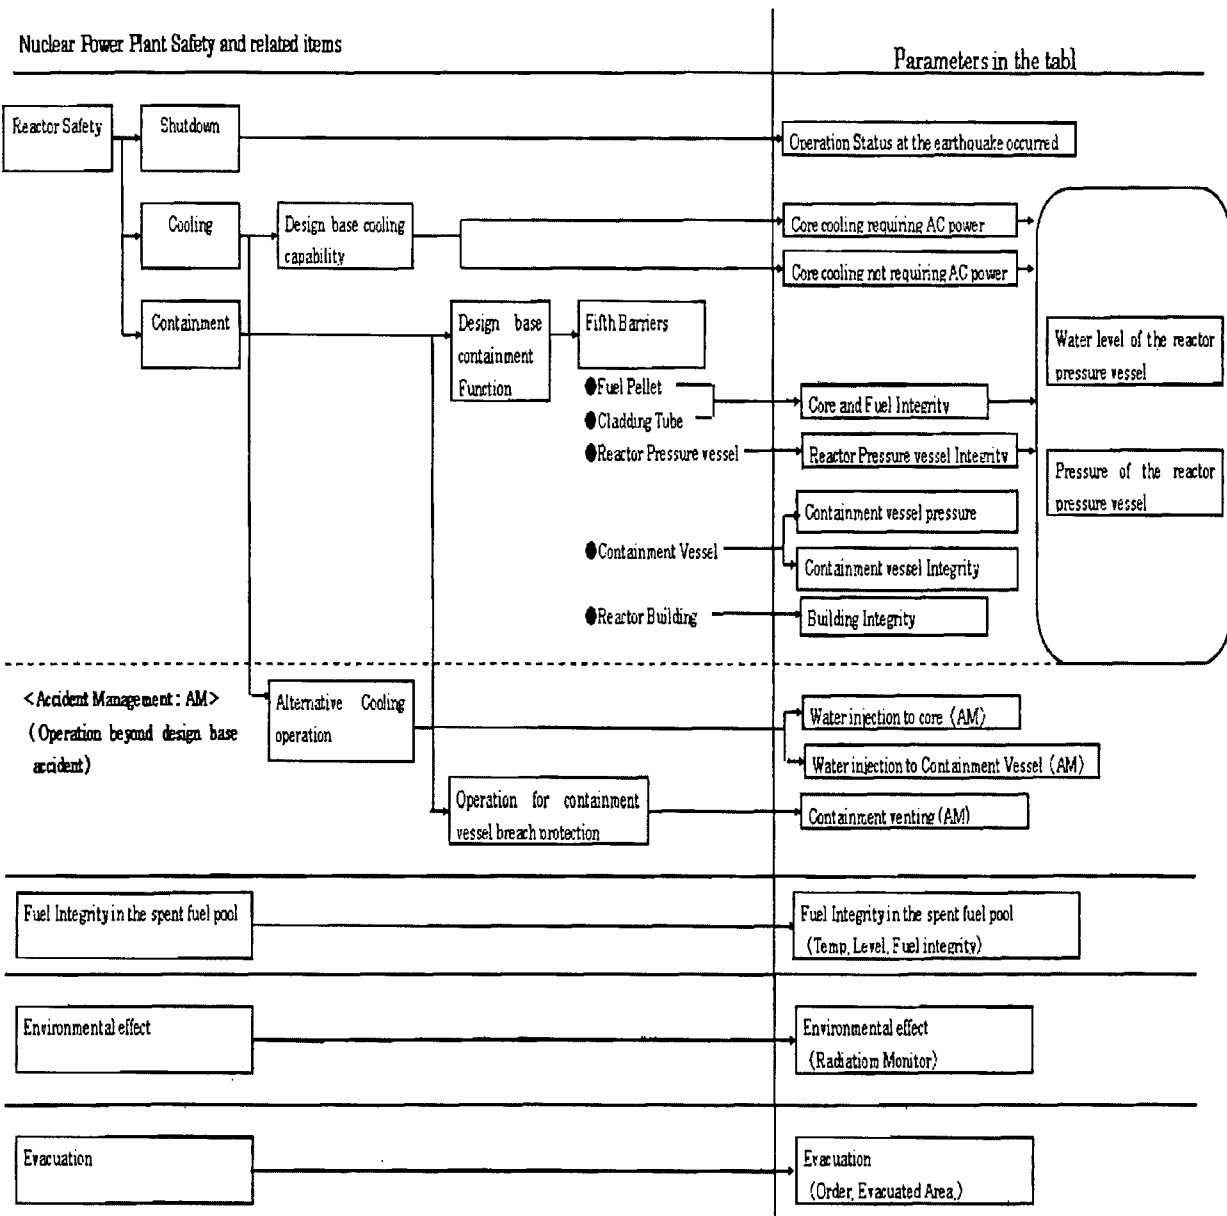 Nuclear Power Plant Safety and related items
Parameters in the tabl
Reactor Safety
Shutdown
Operation Status at the earthquake occurred
Cooling
Design base cooling
capability
Core cooling requiring AC power
Core cooling not requiring AC power
Containment
Design base
containment
Function
Fifth Barriers
●Fuel Pellet
●Cladding Tube
●Reactor Pressure vessel
●Containment Vessel
●Reactor Building
Core and Fuel Integrity
Reactor Pressure vessel Integrity
Containment vessel pressure
Containment vessel Integrity
Building Integrity
Water level of the reactor
pressure vessel
Pressure of the reactor
pressure vessel
<Accident Management: AM>
(Operation beyond design base
accident)
Alternative Cooling
operation
Water injection to core (AM)
Water injection to Containment Vessel (AM)
Operation for containment
vessel breach protection
Containment venting (AM)
Fuel Integrity in the spent fuel pool
Fuel Integrity in the spent fuel pool
(Temp, Level, Fuel integrity)
Environmental effect
Environmental effect
(Radiatiom Monitor)
Evacuation
Evacuation
(Order, Evacuated Area,)